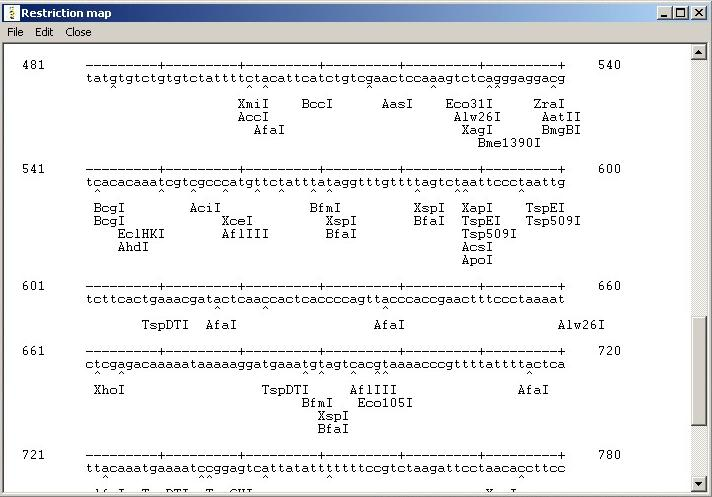 Restriction map
File Edit Close
481 ---------+---------+---------+---------+---------+---------+ 540
tatgtgtctgtgtctattttctacattcatctgtcgaactccaaagtctcagggaggacg
XmiI BccI AasI Eco31I ZraI
AccI Alw26I AatII
AfaI XagI BmgBI
Bme1390I
541 ---------+---------+---------+---------+---------+---------+ 600
tcacacaaatcgtcgcccatgttctatttataggtttgttttagtctaattccctaattg
BcgI AciI BfmI XspI XapI TspEI
BcgI XceI XspI BfaI TspEI Tsp509I
EclHKI AflIII BfaI Tsp509I
AhdI AcsI
ApoI
601 ---------+---------+---------+---------+---------+---------+ 660
tcttcactgaaacgatactcaaccactcaccccagttacccaccgaactttccctaaaat
TspDTI AfaI AfaI Alw26I
661 ---------+---------+---------+---------+---------+---------+ 720
ctcgagacaaaaataaaaaggatgaaatgtagtcacgtaaaacccgttttattttactca
XhoI TspDTI AflIII AfaI
BfmI Eco105I
XspI
BfaI
721 ---------+---------+---------+---------+---------+---------+ 780
ttacaaatgaaaatccggagtcattatatttttttccgtctaagattcctaacaccttcc
TspDTI